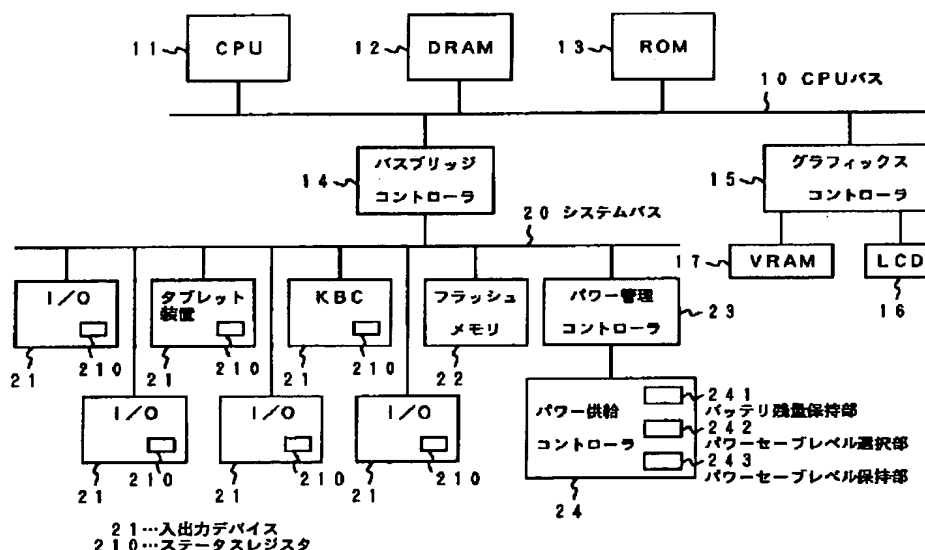 11 CPU
12 DRAM
13 ROM
10 CPUバス
14 バスブリッジ
コントローラ
15 グラフィックス
コントローラ
20 システムバス
17 VRAM
LCD
16
I/O
タブレット
装置
KBC
フラッシュ
メモリ
パワー管理
コントローラ
23
21 210 21 210 21 210 22
I/O
I/O
I/O
21 210 21 210 21 210
パワー供給
コントローラ
24
241
バッテリ残量保持部
242
パワーセーブレベル選択部
243
パワーセーブレベル保持部
21…入出力デバイス
210…ステータスレジスタ